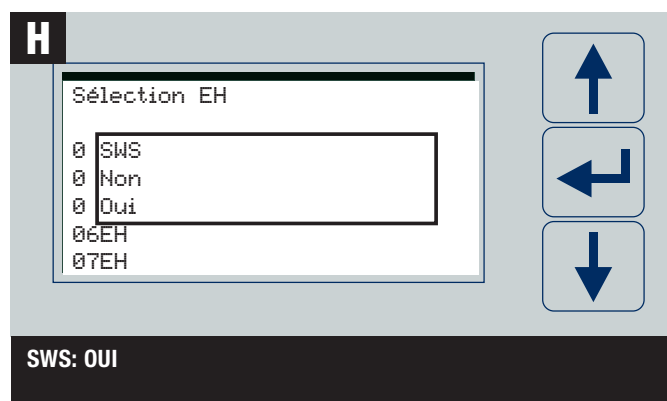 H
Sélection EH
0 SWS
0 Non
0 Oui
06EH
07EH
SWS: OUI